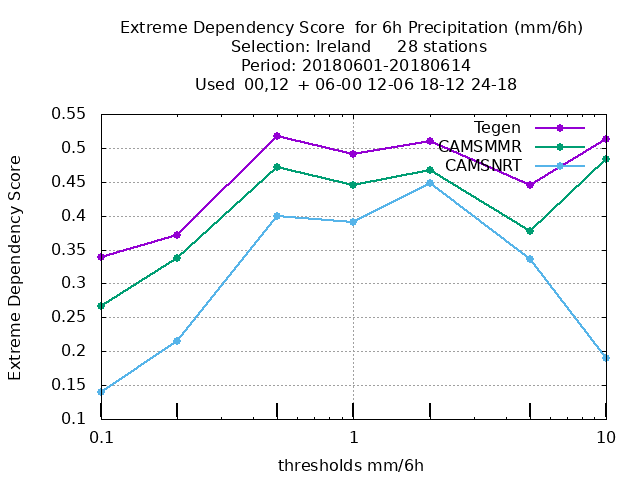 Extreme Dependency Score  for 6h Precipitation (mm/6h)
Selection: Ireland     28 stations
Period: 20180601-20180614
Used  00,12  + 06-00 12-06 18-12 24-18
Extreme Dependency Score
0.55
0.5
0.45
0.4
0.35
0.3
0.25
0.2
0.15
0.1
Tegen
CAMSMMR
CAMSNRT
0.1
1
10
thresholds mm/6h